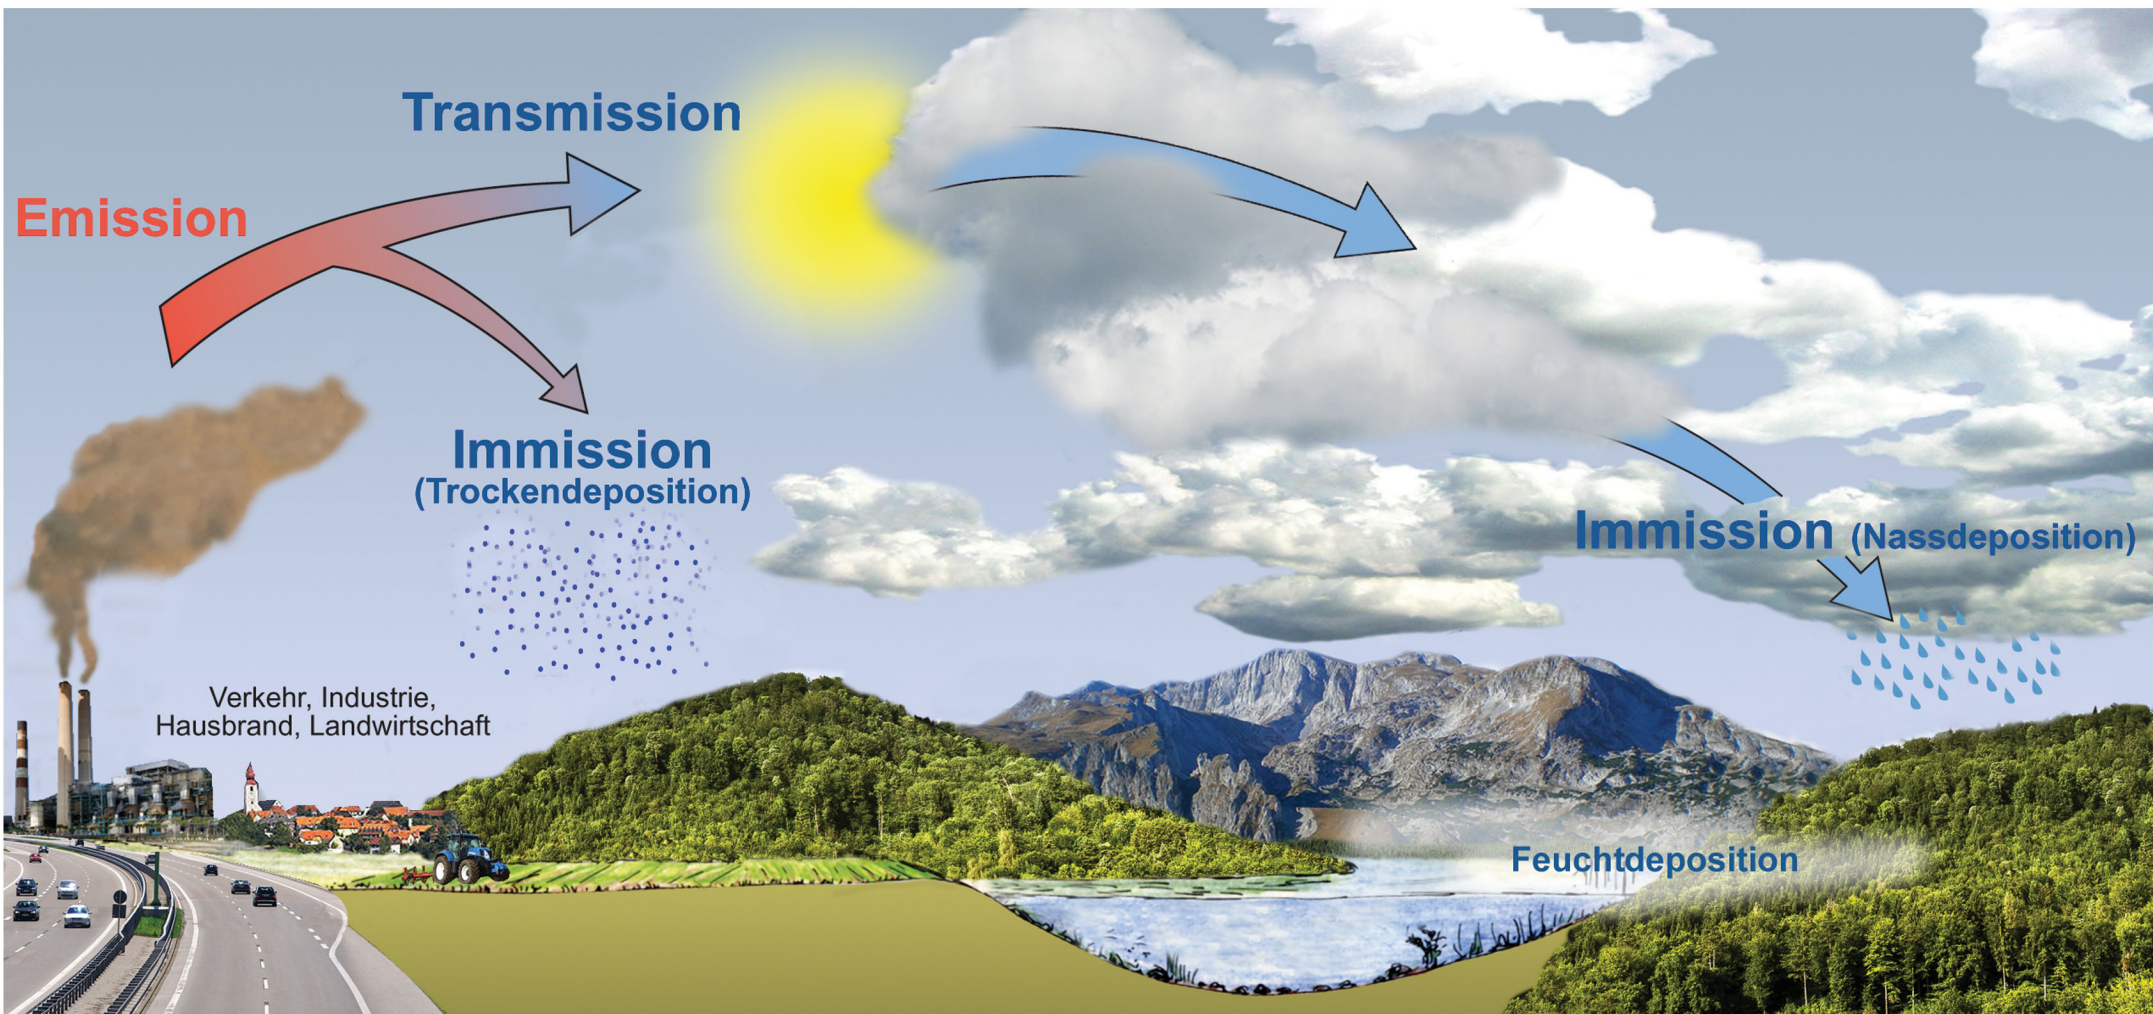 Transmission
Emission
Immission
(Trockendeposition)
Immission (Nassdeposition)
Verkehr, Industrie,
Hausbrand, Landwirtschaft
Feuchtdeposition